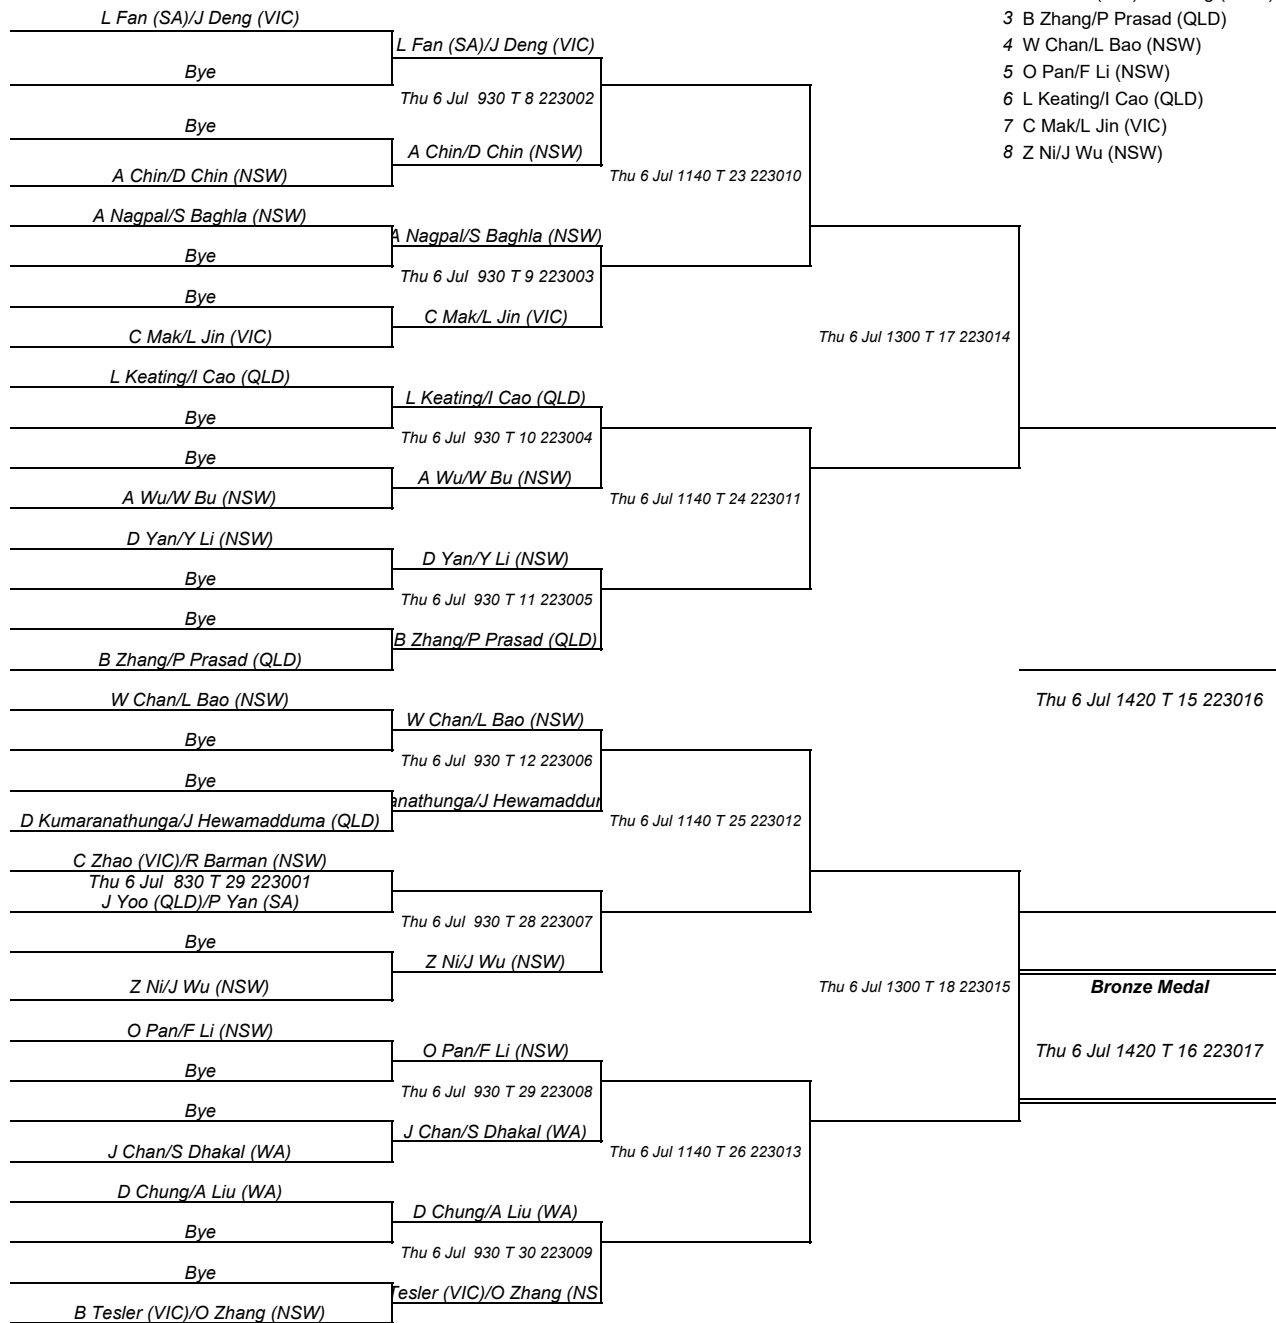 3 B Zhang/P Prasad (QLD)
4 W Chan/L Bao (NSW)
5 O Pan/F Li (NSW)
6 L Keating/I Cao (QLD)
7 C Mak/L Jin (VIC)
8 Z Ni/J Wu (NSW)
L Fan (SA)/J Deng (VIC)
Bye
Bye
A Chin/D Chin (NSW)
A Nagpal/S Baghla (NSW)
Bye
Bye
C Mak/L Jin (VIC)
L Keating/I Cao (QLD)
Bye
Bye
A Wu/W Bu (NSW)
D Yan/Y Li (NSW)
Bye
Bye
B Zhang/P Prasad (QLD)
W Chan/L Bao (NSW)
Bye
Bye
D Kumaranathunga/J Hewamadduma (QLD)
C Zhao (VIC)/R Barman (NSW)
Thu 6 Jul 830 T 29 223001
J Yoo (QLD)/P Yan (SA)
Bye
Z Ni/J Wu (NSW)
O Pan/F Li (NSW)
Bye
Bye
J Chan/S Dhakal (WA)
D Chung/A Liu (WA)
Bye
Bye
B Tesler (VIC)/O Zhang (NSW)
L Fan (SA)/J Deng (VIC)
Thu 6 Jul 930 T 8 223002
A Chin/D Chin (NSW)
A Nagpal/S Baghla (NSW)
Thu 6 Jul 930 T 9 223003
C Mak/L Jin (VIC)
L Keating/I Cao (QLD)
Thu 6 Jul 930 T 10 223004
A Wu/W Bu (NSW)
D Yan/Y Li (NSW)
Thu 6 Jul 930 T 11 223005
B Zhang/P Prasad (QLD)
W Chan/L Bao (NSW)
Thu 6 Jul 930 T 12 223006
anathunga/J Hewamaddur
Thu 6 Jul 930 T 28 223007
Z Ni/J Wu (NSW)
O Pan/F Li (NSW)
Thu 6 Jul 930 T 29 223008
J Chan/S Dhakal (WA)
D Chung/A Liu (WA)
Thu 6 Jul 930 T 30 223009
Tesler (VIC)/O Zhang (NS
Thu 6 Jul 1140 T 23 223010
Thu 6 Jul 1140 T 24 223011
Thu 6 Jul 1140 T 25 223012
Thu 6 Jul 1140 T 26 223013
Thu 6 Jul 1300 T 17 223014
Thu 6 Jul 1300 T 18 223015
Thu 6 Jul 1420 T 15 223016
Bronze Medal
Thu 6 Jul 1420 T 16 223017